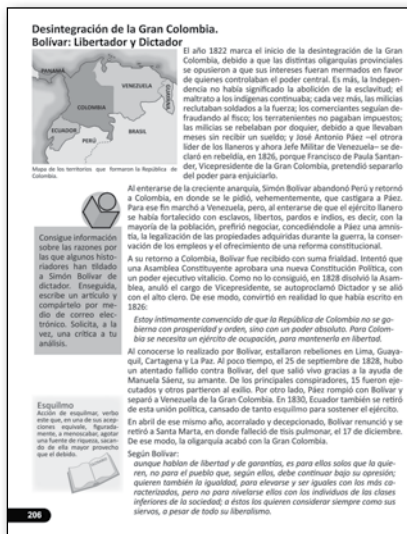 Desintegración de la Gran Colombia.
Bolívar: Libertador y Dictador
PANAMÁ
VENEZUELA
GUAYANA
COLOMBIA
ECUADOR
PERÚ
BRASIL
Mapa de los territorios que formaron la República de
Colombia.
El año 1822 marca el inicio de la desintegración de la Gran
Colombia, debido a que las distintas oligarquías provinciales
se opusieron a que sus intereses fueran mermados en favor
de quienes controlaban el poder central. Es más, la Indepen-
dencia no había significado la abolición de la esclavitud; el
maltrato a los indígenas continuaba; cada vez más, las milicias
reclutaban soldados a la fuerza; los comerciantes seguían de-
fraudando al fisco; los terratenientes no pagaban impuestos;
las milicias se rebelaban por doquier, debido a que llevaban
meses sin recibir un sueldo; y José Antonio Páez –el otrora
líder de los llaneros y ahora Jefe Militar de Venezuela– se de-
claró en rebeldía, en 1826, porque Francisco de Paula Santan-
der, Vicepresidente de la Gran Colombia, pretendió separarlo
del poder para enjuiciarlo.
Al enterarse de la creciente anarquía, Simón Bolívar abandonó Perú y retornó
a Colombia, en donde se le pidió, vehementemente, que castigara a Páez.
Para ese fin marchó a Venezuela, pero, al enterarse de que el ejército llanero
se había fortalecido con esclavos, libertos, pardos e indios, es decir, con la
mayoría de la población, prefirió negociar, concediéndole a Páez una amnis-
tía, la legalización de las propiedades adquiridas durante la guerra, la conser-
vación de los empleos y el ofrecimiento de una reforma constitucional.
A su retorno a Colombia, Bolívar fue recibido con suma frialdad. Intentó que
una Asamblea Constituyente aprobara una nueva Constitución Política, con
un poder ejecutivo vitalicio. Como no lo consiguió, en 1828 disolvió la Asam-
blea, anuló el cargo de Vicepresidente, se autoproclamó Dictador y se alió
con el alto clero. De ese modo, convirtió en realidad lo que había escrito en
1826:
Estoy íntimamente convencido de que la República de Colombia no se go-
bierna con prosperidad y orden, sino con un poder absoluto. Para Colom-
bia se necesita un ejército de ocupación, para mantenerla en libertad.
Al conocerse lo realizado por Bolívar, estallaron rebeliones en Lima, Guaya-
quil, Cartagena y La Paz. Al poco tiempo, el 25 de septiembre de 1828, hubo
un atentado fallido contra Bolívar, del que salió vivo gracias a la ayuda de
Manuela Sáenz, su amante. De los principales conspiradores, 15 fueron eje-
cutados y otros partieron al exilio. Por otro lado, Páez rompió con Bolívar y
separó a Venezuela de la Gran Colombia. En 1830, Ecuador también se retiró
de esta unión política, cansado de tanto esquilmo para sostener el ejército.
En abril de ese mismo año, acorralado y decepcionado, Bolívar renunció y se
retiró a Santa Marta, en donde falleció de tisis pulmonar, el 17 de diciembre.
De ese modo, la oligarquía acabó con la Gran Colombia.
Según Bolívar:
aunque hablan de libertad y de garantías, es para ellos solos que la quie-
ren, no para el pueblo que, según ellos, debe continuar bajo su opresión;
quieren también la igualdad, para elevarse y ser iguales con los más ca-
racterizados, pero no para nivelarse ellos con los individuos de las clases
inferiores de la sociedad; a éstos los quieren considerar siempre como sus
siervos, a pesar de todo su liberalismo.
Consigue información
sobre las razones por
las que algunos histo-
riadores han tildado
a Simón Bolívar de
dictador. Enseguida,
escribe un artículo y
compártelo por me-
dio de correo elec-
trónico. Solicita, a la
vez, una crítica a tu
análisis.
Esquilmo
Acción de esquilmar, verbo
este que, en una de sus acep-
ciones equivale, figurada-
mente, a menoscabar, agotar
una fuente de riqueza, sacan-
do de ella mayor provecho
que el debido.
206